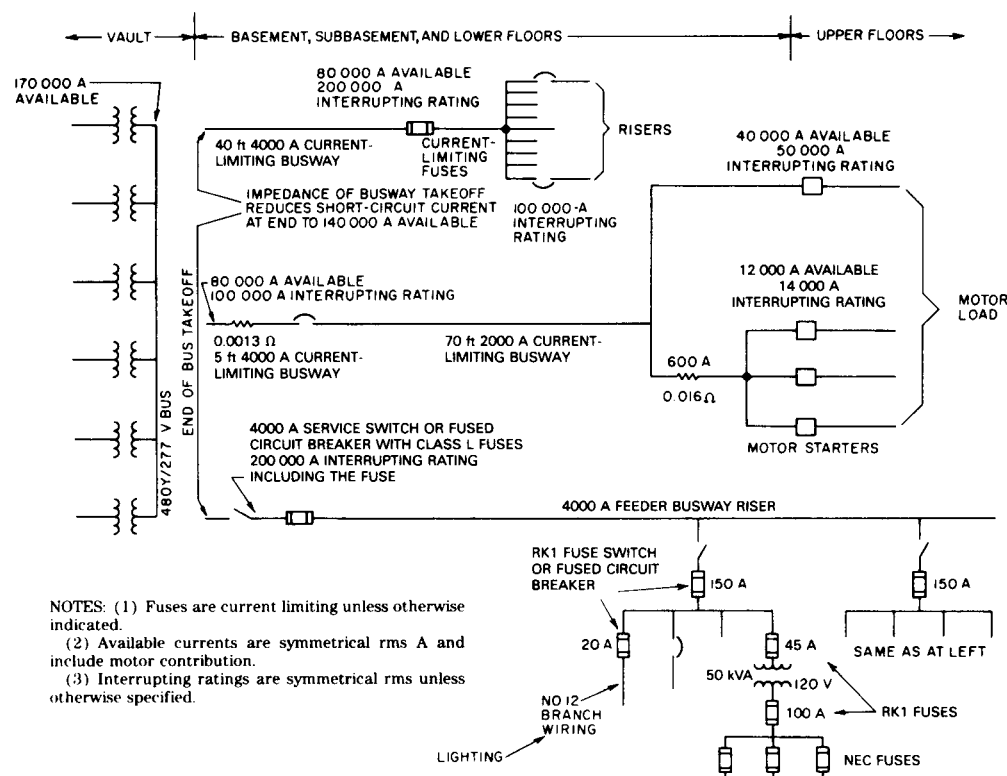 VAULT
BASEMENT, SUBBASEMENT, AND LOWER FLOORS
UPPER FLOORS
170 000 A
AVAILABLE
80 000 A AVAILABLE
200 000 A
INTERRUPTING RATING
RISERS
40 ft 4000 A CURRENT-
LIMITING BUSWAY
CURRENT-
LIMITING
FUSES
40 000 A AVAILABLE
50 000 A
INTERRUPTING RATING
IMPEDANCE OF BUSWAY TAKEOFF
REDUCES SHORT-CIRCUIT CURRENT
AT END TO 140 000 A AVAILABLE
100 000-A
INTERRUPTING
RATING
80 000 A AVAILABLE
100 000 A INTERRUPTING RATING
12 000 A AVAILABLE
14 000 A
INTERRUPTING RATING
MOTOR
LOAD
0.0013 Ω
5 ft 4000 A CURRENT-
LIMITING BUSWAY
70 ft 2000 A CURRENT-
LIMITING BUSWAY
600 A
0.016 Ω
MOTOR STARTERS
END OF BUS TAKEOFF
480Y/277 V BUS
4000 A SERVICE SWITCH OR FUSED
CIRCUIT BREAKER WITH CLASS L FUSES
200 000 A INTERRUPTING RATING
INCLUDING THE FUSE
4000 A FEEDER BUSWAY RISER
RK1 FUSE SWITCH
OR FUSED CIRCUIT
BREAKER
150 A
150 A
20 A
45 A
SAME AS AT LEFT
50 kVA
120 V
NO 12
BRANCH
WIRING
100 A
RK1 FUSES
LIGHTING
NEC FUSES
NOTES: (1) Fuses are current limiting unless otherwise
indicated.
(2) Available currents are symmetrical rms A and
include motor contribution.
(3) Interrupting ratings are symmetrical rms unless
otherwise specified.